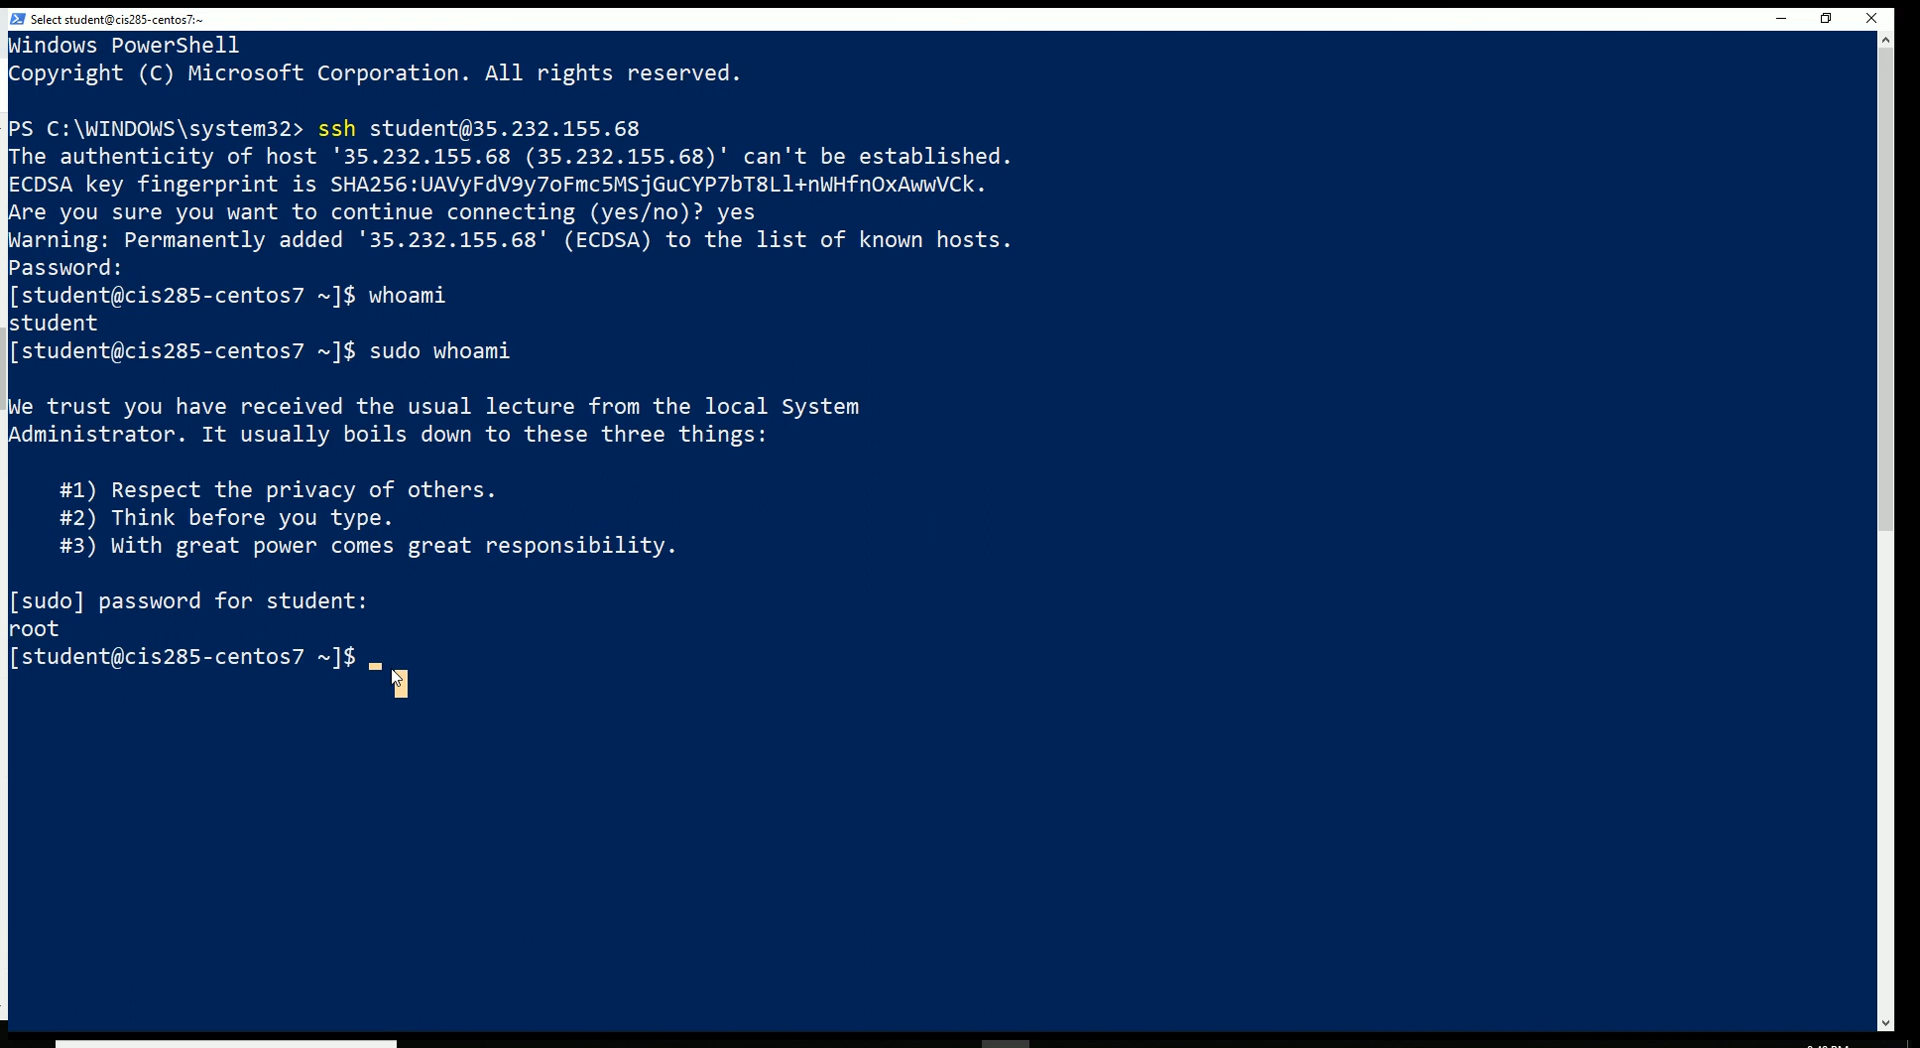 Select student@cis285-centos7:~
Windows PowerShell
Copyright (C) Microsoft Corporation. All rights reserved.
PS C:\WINDOWS\system32> ssh student@35.232.155.68
The authenticity of host '35.232.155.68 (35.232.155.68)' can't be established.
ECDSA key fingerprint is SHA256:UAVyFdV9y7oFmc5MSjGuCYP7bT8Ll+nWHfnOxAwwVCk.
Are you sure you want to continue connecting (yes/no)? yes
Warning: Permanently added '35.232.155.68' (ECDSA) to the list of known hosts.
Password:
[student@cis285-centos7 ~]$ whoami
student
[student@cis285-centos7 ~]$ sudo whoami
We trust you have received the usual lecture from the local System
Administrator. It usually boils down to these three things:
#1) Respect the privacy of others.
#2) Think before you type.
#3) With great power comes great responsibility.
[sudo] password for student:
root
[student@cis285-centos7 ~]$